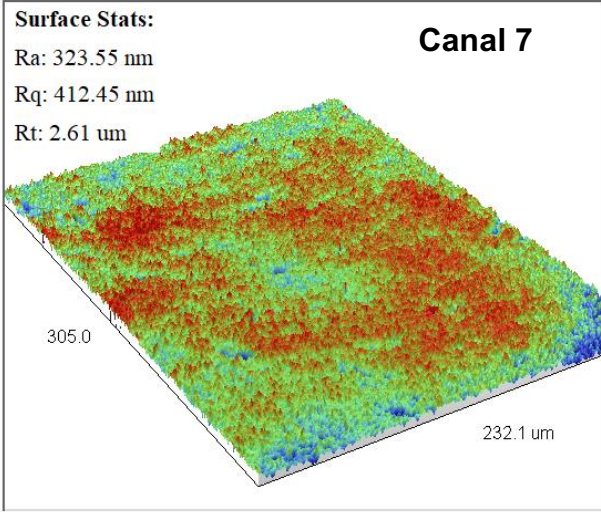 Surface Stats:
Ra: 323.55 nm
Rq: 412.45 nm
Rt: 2.61 um
Canal 7
305.0
232.1 um